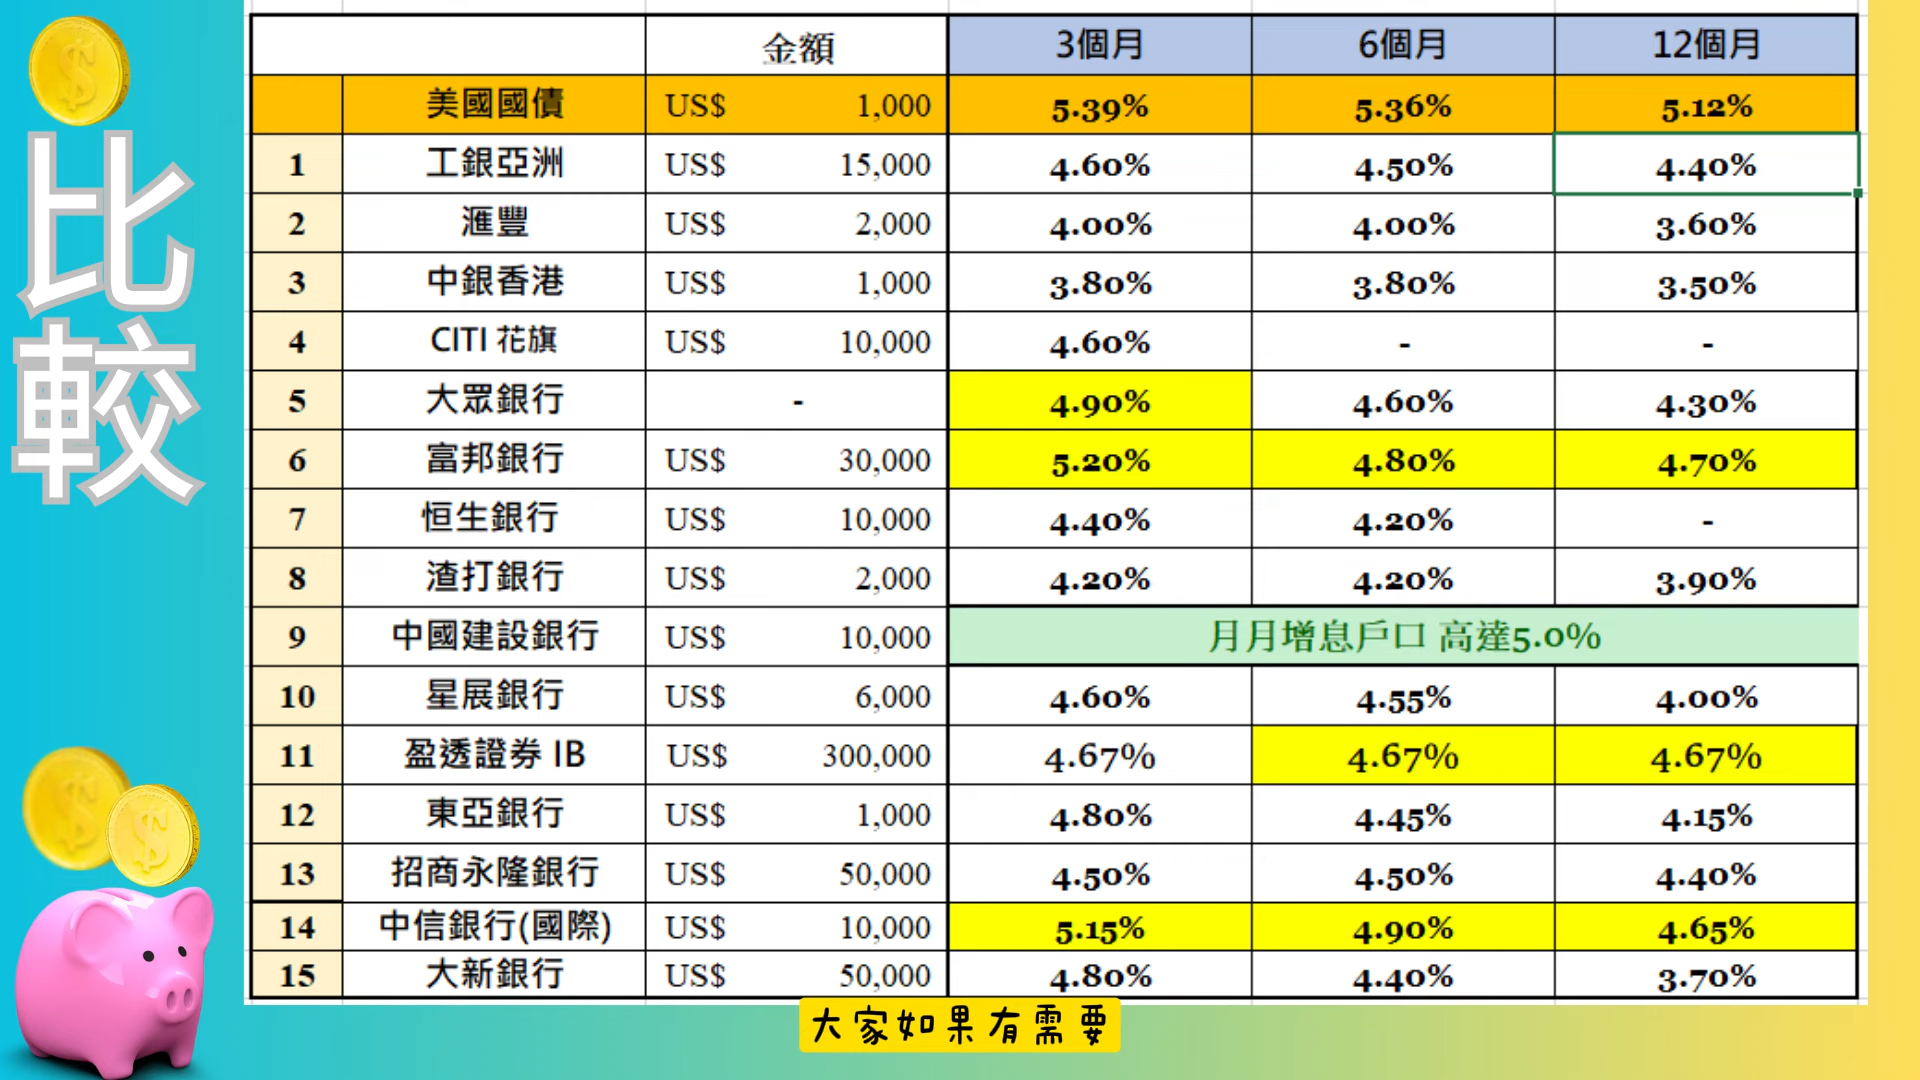 比較
金額 3個月 6個月 12個月
美國國債 US$ 1,000 5.39% 5.36% 5.12%
1 工銀亞洲 US$ 15,000 4.60% 4.50% 4.40%
2 滙豐 US$ 2,000 4.00% 4.00% 3.60%
3 中銀香港 US$ 1,000 3.80% 3.80% 3.50%
4 CITI 花旗 US$ 10,000 4.60% - -
5 大眾銀行 - 4.90% 4.60% 4.30%
6 富邦銀行 US$ 30,000 5.20% 4.80% 4.70%
7 恒生銀行 US$ 10,000 4.40% 4.20% -
8 渣打銀行 US$ 2,000 4.20% 4.20% 3.90%
9 中國建設銀行 US$ 10,000 月月增息戶口 高達5.0%
10 星展銀行 US$ 6,000 4.60% 4.55% 4.00%
11 盈透證券 IB US$ 300,000 4.67% 4.67% 4.67%
12 東亞銀行 US$ 1,000 4.80% 4.45% 4.15%
13 招商永隆銀行 US$ 50,000 4.50% 4.50% 4.40%
14 中信銀行(國際) US$ 10,000 5.15% 4.90% 4.65%
15 大新銀行 US$ 50,000 4.80% 4.40% 3.70%
大家如果有需要